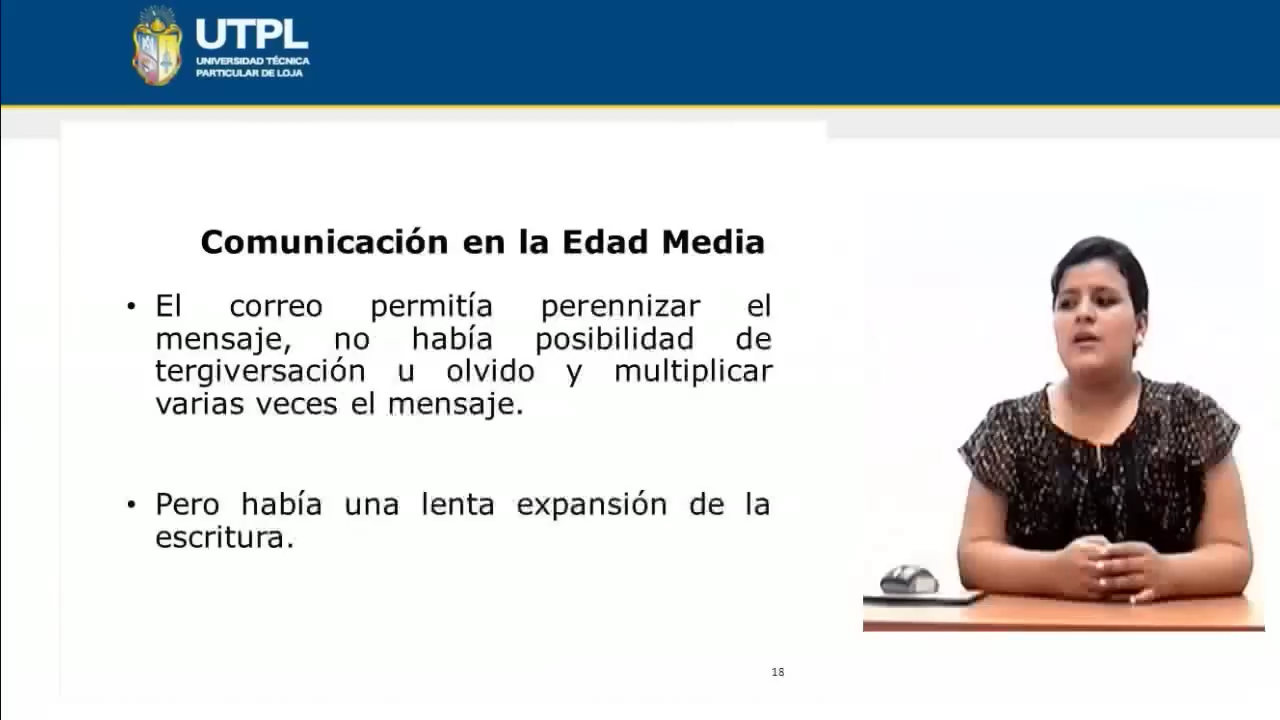 UTPL
UNIVERSIDAD TÉCNICA
PARTICULAR DE LOJA
Comunicación en la Edad Media
• El correo permitía perennizar el
mensaje, no había posibilidad de
tergiversación u olvido y multiplicar
varias veces el mensaje.
• Pero había una lenta expansión de la
escritura.
18